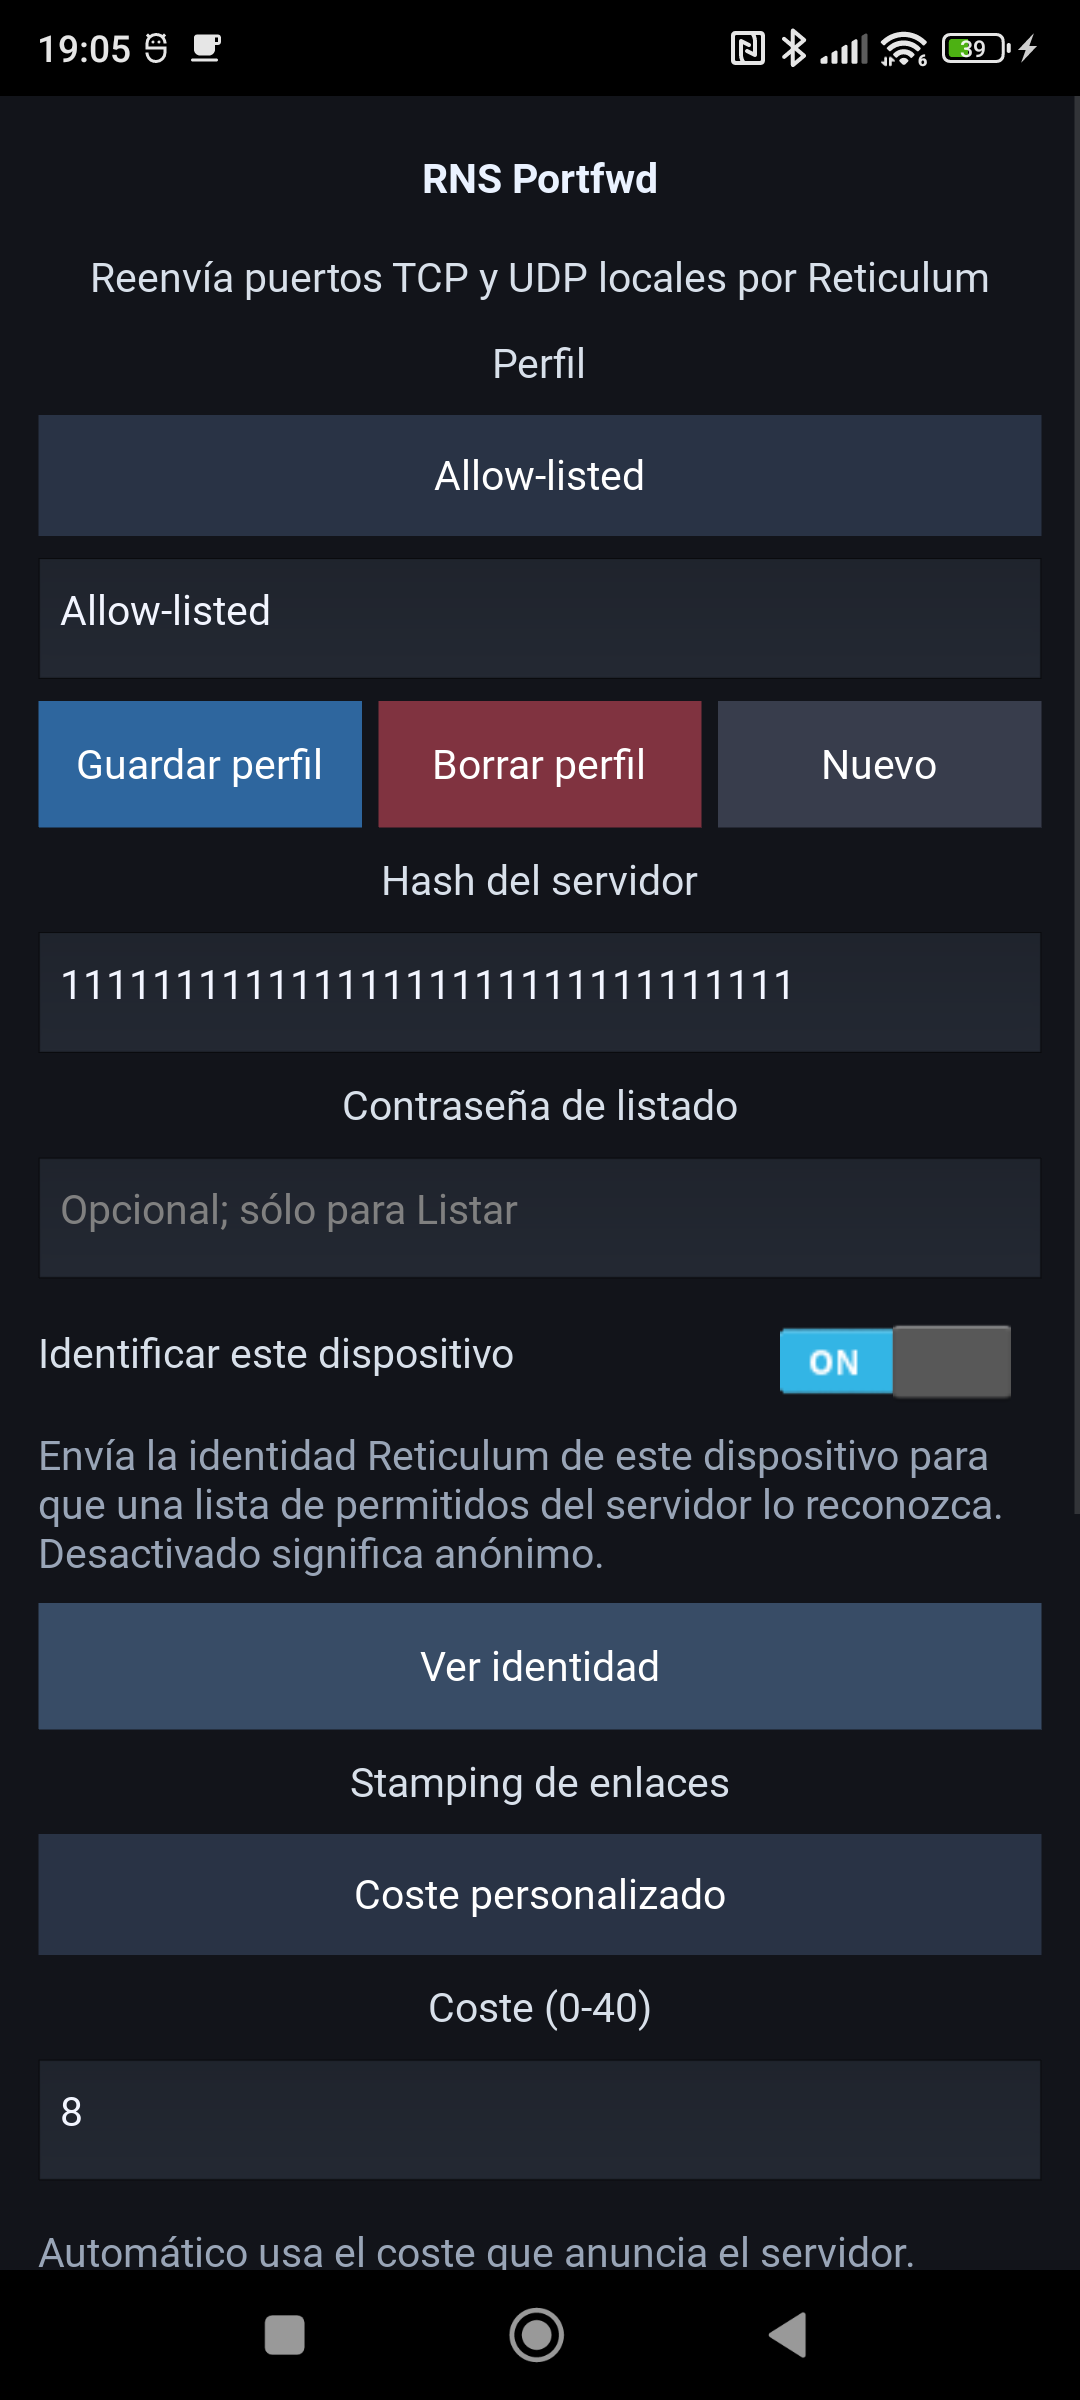 19:05
6
39
RNS Portfwd
Reenvía puertos TCP y UDP locales por Reticulum
Perfil
Allow-listed
Allow-listed
Guardar perfil
Borrar perfil
Nuevo
Hash del servidor
11111111111111111111111111111111
Contraseña de listado
Opcional; sólo para Listar
Identificar este dispositivo
ON
Envía la identidad Reticulum de este dispositivo para
que una lista de permitidos del servidor lo reconozca.
Desactivado significa anónimo.
Ver identidad
Stamping de enlaces
Coste personalizado
Coste (0-40)
8
Automático usa el coste que anuncia el servidor.